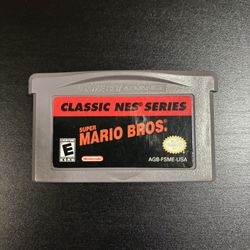 CLASSIC NES SERIES
SUPER
MARIO BROS.
E
Nintendo
AGB-FSME-USA